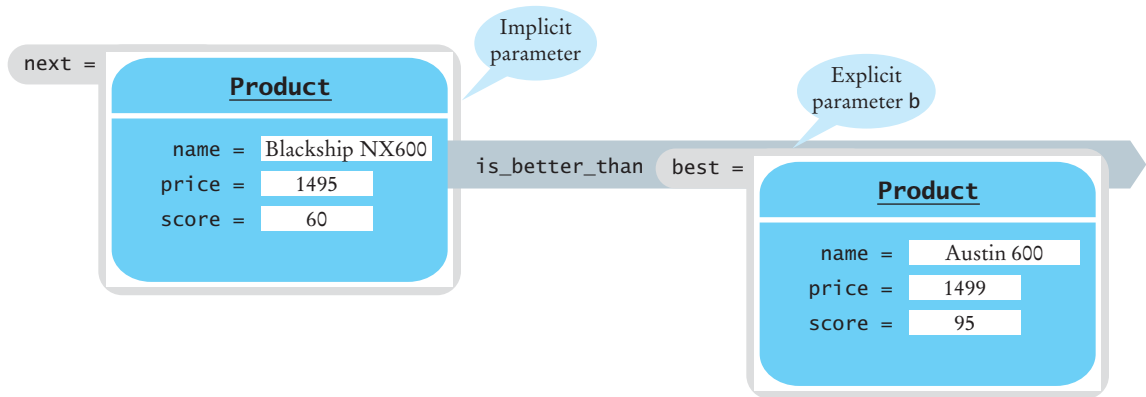 Implicit
parameter
next =
Product
name = Blackship NX600
price = 1495
score = 60
is_better_than
Explicit
parameter b
best =
Product
name = Austin 600
price = 1499
score = 95